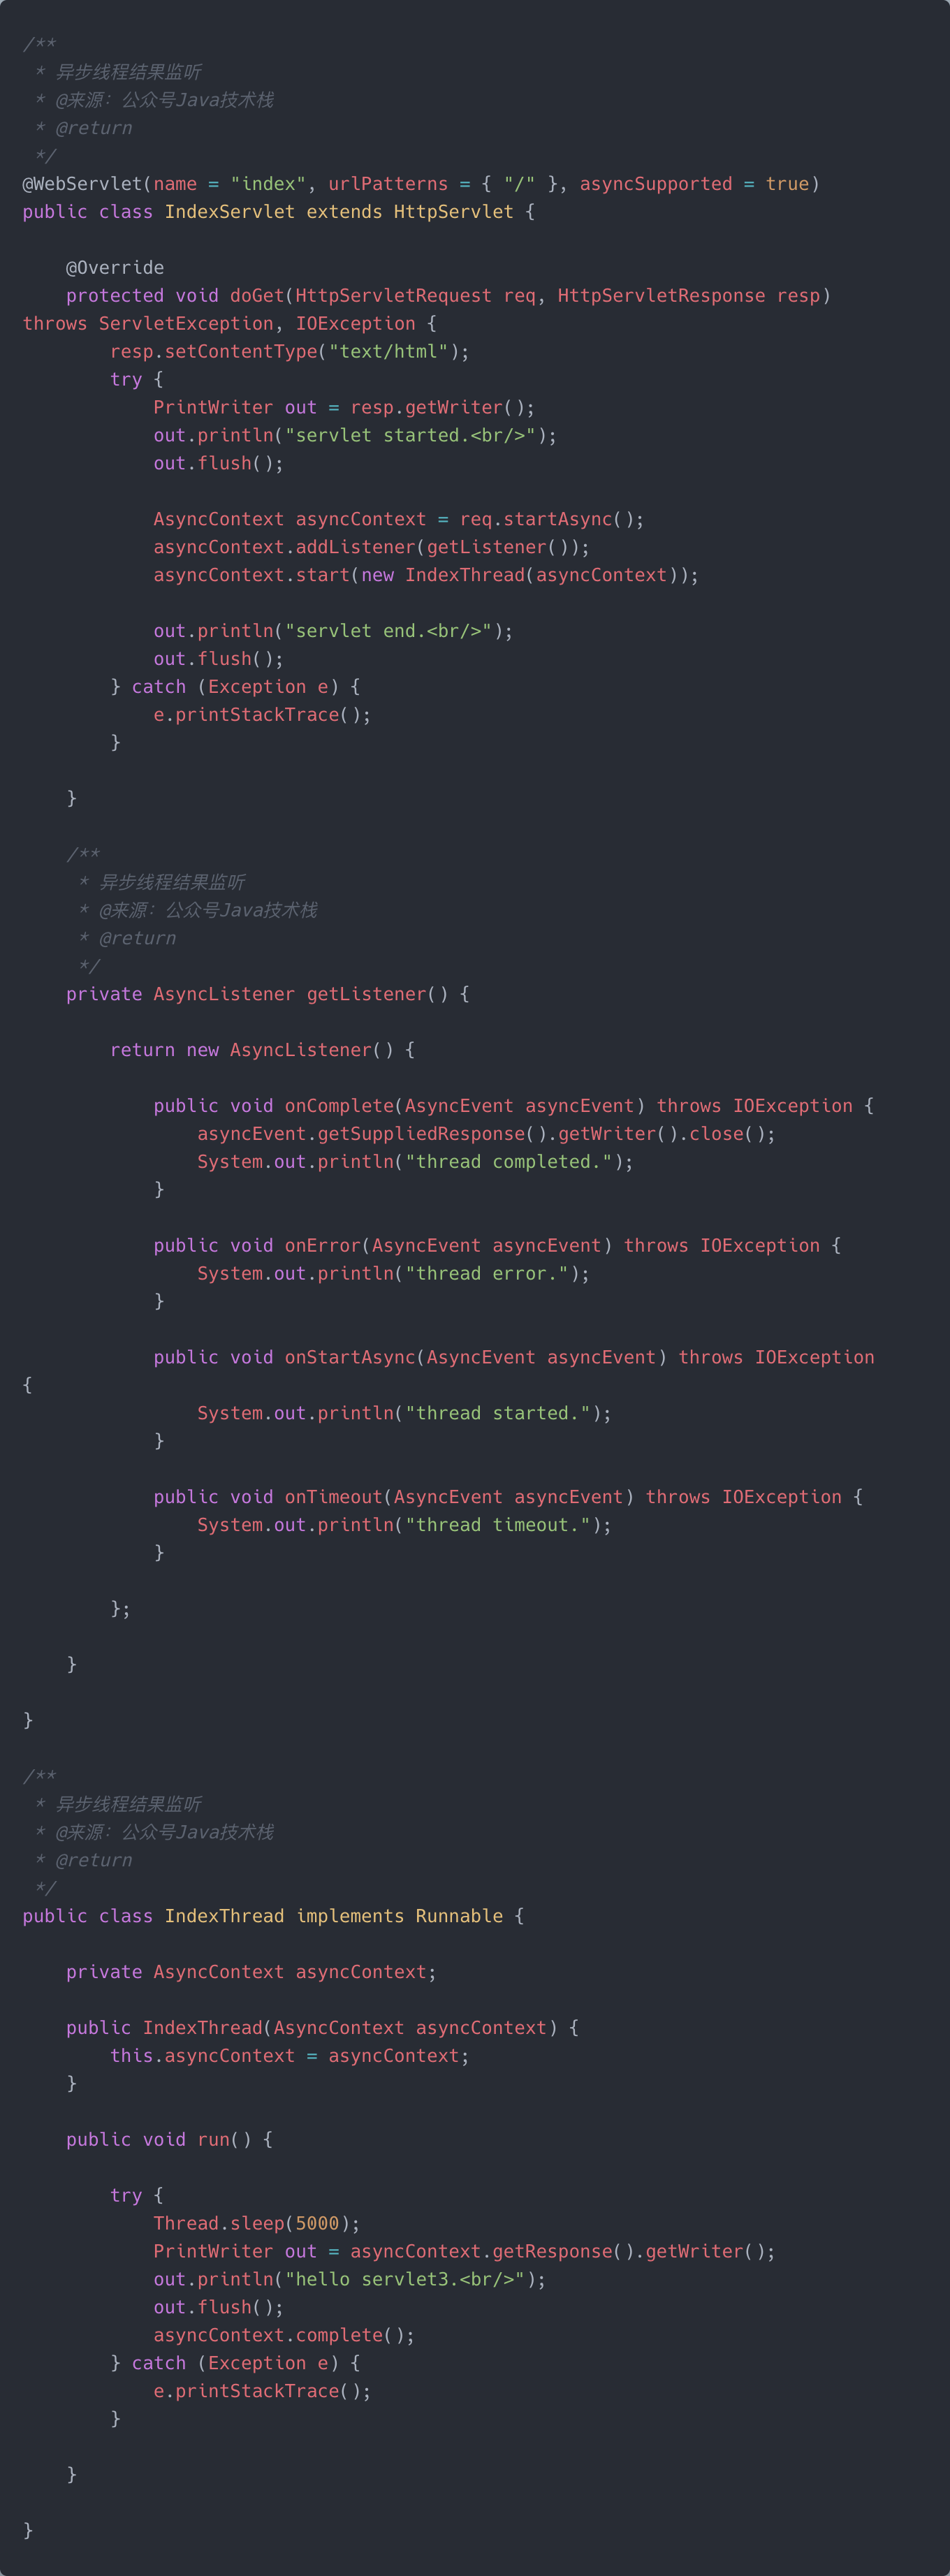 /**
 * 异步线程结果监听
 * @来源：公众号Java技术栈
 * @return
 */
@WebServlet(name = "index", urlPatterns = { "/" }, asyncSupported = true)
public class IndexServlet extends HttpServlet {

    @Override
    protected void doGet(HttpServletRequest req, HttpServletResponse resp)
throws ServletException, IOException {
        resp.setContentType("text/html");
        try {
            PrintWriter out = resp.getWriter();
            out.println("servlet started.<br/>");
            out.flush();

            AsyncContext asyncContext = req.startAsync();
            asyncContext.addListener(getListener());
            asyncContext.start(new IndexThread(asyncContext));

            out.println("servlet end.<br/>");
            out.flush();
        } catch (Exception e) {
            e.printStackTrace();
        }

    }

    /**
     * 异步线程结果监听
     * @来源：公众号Java技术栈
     * @return
     */
    private AsyncListener getListener() {

        return new AsyncListener() {

            public void onComplete(AsyncEvent asyncEvent) throws IOException {
                asyncEvent.getSuppliedResponse().getWriter().close();
                System.out.println("thread completed.");
            }

            public void onError(AsyncEvent asyncEvent) throws IOException {
                System.out.println("thread error.");
            }

            public void onStartAsync(AsyncEvent asyncEvent) throws IOException
{
                System.out.println("thread started.");
            }

            public void onTimeout(AsyncEvent asyncEvent) throws IOException {
                System.out.println("thread timeout.");
            }

        };

    }

}

/**
 * 异步线程结果监听
 * @来源：公众号Java技术栈
 * @return
 */
public class IndexThread implements Runnable {

    private AsyncContext asyncContext;

    public IndexThread(AsyncContext asyncContext) {
        this.asyncContext = asyncContext;
    }

    public void run() {

        try {
            Thread.sleep(5000);
            PrintWriter out = asyncContext.getResponse().getWriter();
            out.println("hello servlet3.<br/>");
            out.flush();
            asyncContext.complete();
        } catch (Exception e) {
            e.printStackTrace();
        }

    }

}